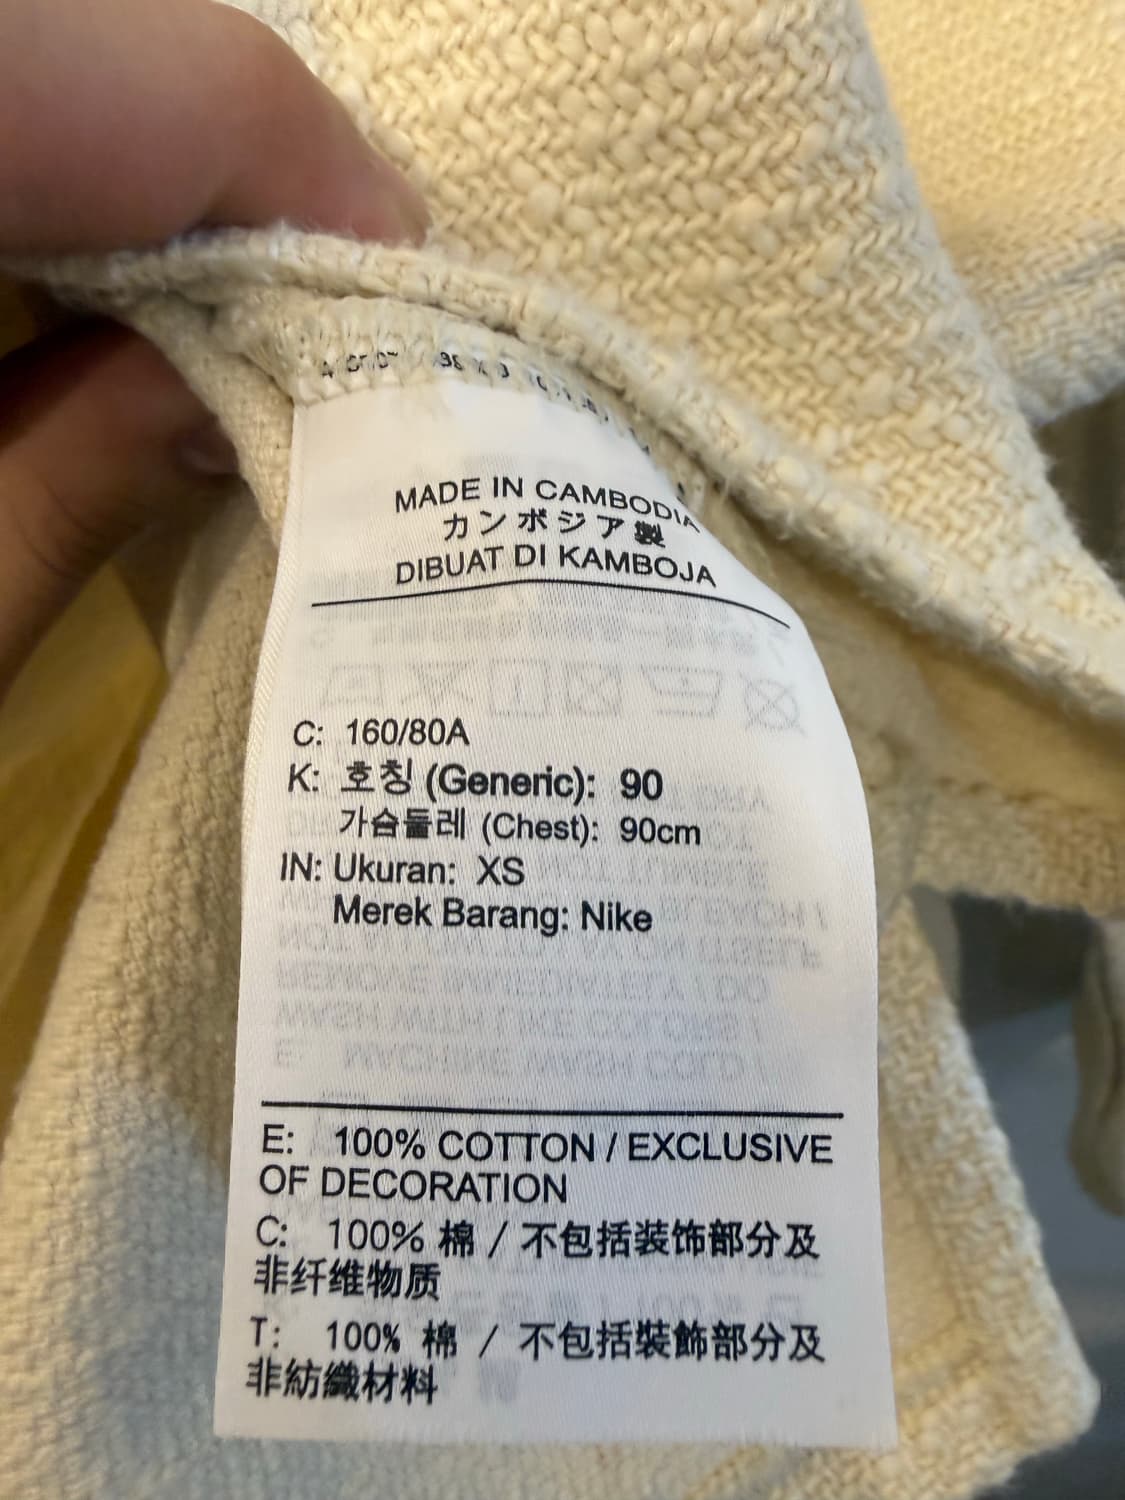 MADE IN CAMBODIA
カンボジア製
DIBUAT DI KAMBOJA
C: 160/80A
K: 호칭 (Generic): 90
가슴둘레 (Chest): 90cm
IN: Ukuran: XS
Merek Barang: Nike
E: 100% COTTON / EXCLUSIVE
OF DECORATION
C: 100% 棉 / 不包括装饰部分及
非纤维物质
T: 100% 棉 / 不包括裝飾部分及
非紡織材料